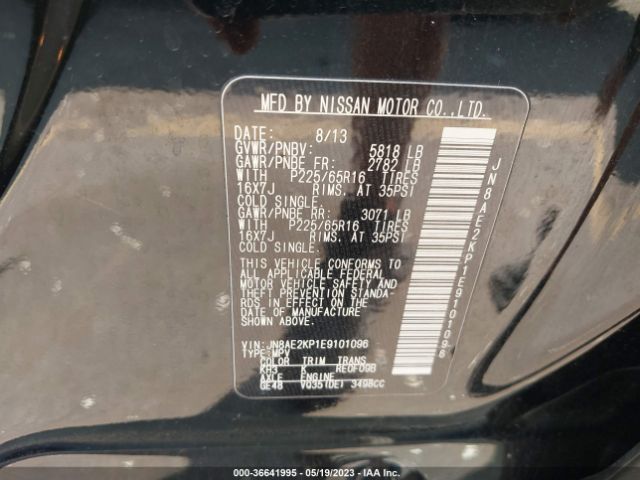 MFD BY NISSAN MOTOR CO.,LTD.
DATE: 8/13
GVWR/PNBV: 5818 LB
GAWR/PNBE FR: 2782 LB
WITH P225/65R16 TIRES
16X7J RIMS, AT 35PSI
COLD SINGLE.
GAWR/PNBE RR: 3071 LB
WITH P225/65R16 TIRES
16X7J RIMS, AT 35PSI
COLD SINGLE.
THIS VEHICLE CONFORMS TO
ALL APPLICABLE FEDERAL
MOTOR VEHICLE SAFETY AND
THEFT PREVENTION STANDA-
RDS IN EFFECT ON THE
DATE OF MANUFACTURE
SHOWN ABOVE.
VIN:JN8AE2KP1E9101096
TYPE:MPV
COLOR TRIM TRANS
KH3 K RE0F09B
AXLE ENGINE
GE48 VQ35(DE) 3498CC
JN8AE2KP1E9101096
000-36641995 - 05/19/2023 - IAA Inc.